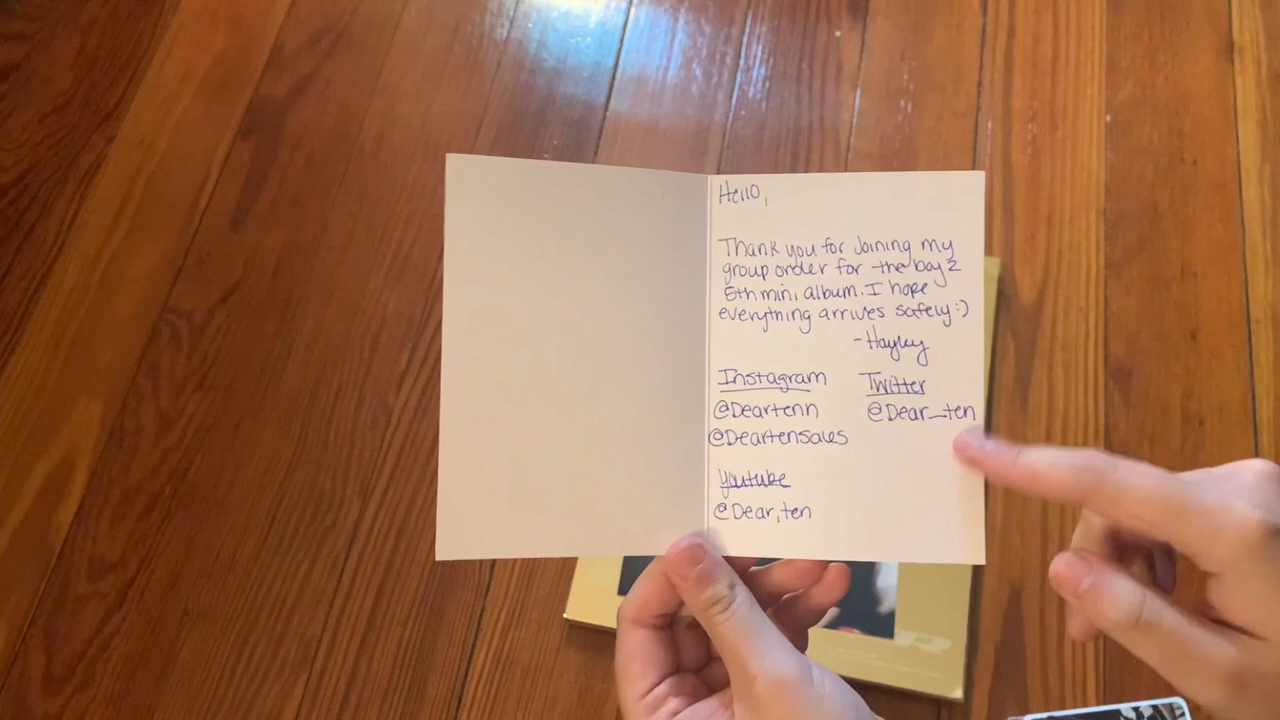 Hello,
Thank you for Joining my
group order for the boyz
8th mini album. I hope
everything arrives safely :)
- Hayley
Instagram
Twitter
@Deartenn
@Dear_ten
@Deartensales
Youtube
@Dear,ten